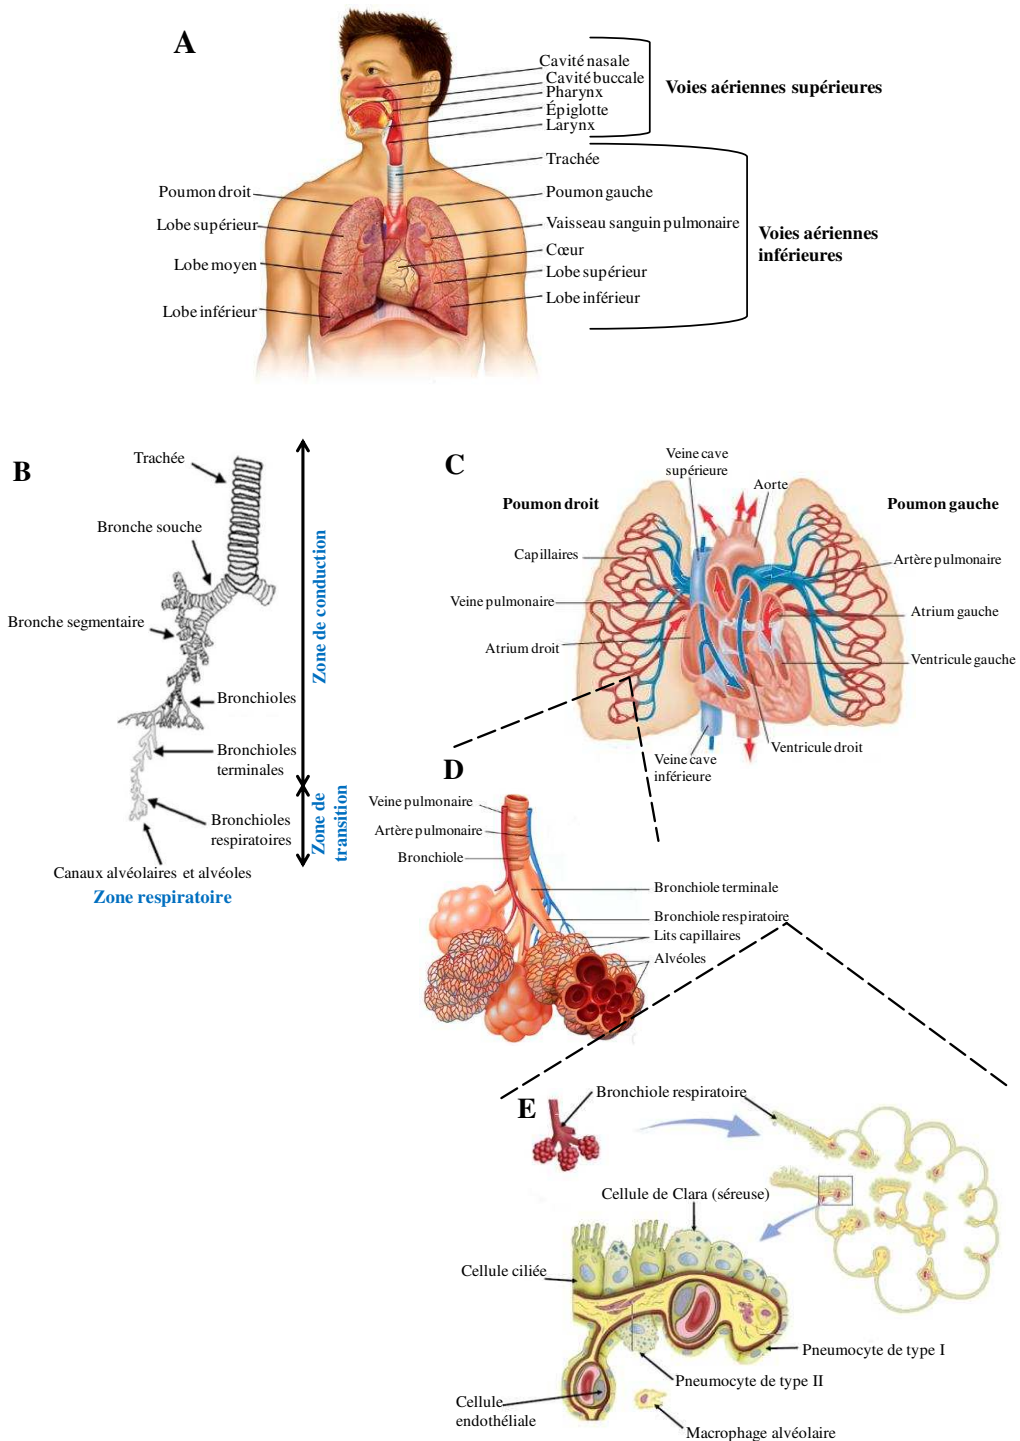 A
Cavité nasale
Cavité buccale
Pharynx
Épiglotte
Larynx
Voies aériennes supérieures
Trachée
Poumon droit
Poumon gauche
Lobe supérieur
Vaisseau sanguin pulmonaire
Voies aériennes
inférieures
Cœur
Lobe moyen
Lobe supérieur
Lobe inférieur
Lobe inférieur
B
Trachée
Bronche souche
Bronche segmentaire
Bronchioles
Bronchioles
terminales
Bronchioles
respiratoires
Canaux alvéolaires et alvéoles
Zone respiratoire
Zone de conduction
Zone de
transition
C
Veine cave
supérieure
Aorte
Poumon droit
Poumon gauche
Capillaires
Artère pulmonaire
Veine pulmonaire
Atrium gauche
Atrium droit
Ventricule gauche
Ventricule droit
Veine cave
inférieure
D
Veine pulmonaire
Artère pulmonaire
Bronchiole
Bronchiole terminale
Bronchiole respiratoire
Lits capillaires
Alvéoles
E
Bronchiole respiratoire
Cellule de Clara (séreuse)
Cellule ciliée
Pneumocyte de type I
Pneumocyte de type II
Cellule
endothéliale
Macrophage alvéolaire